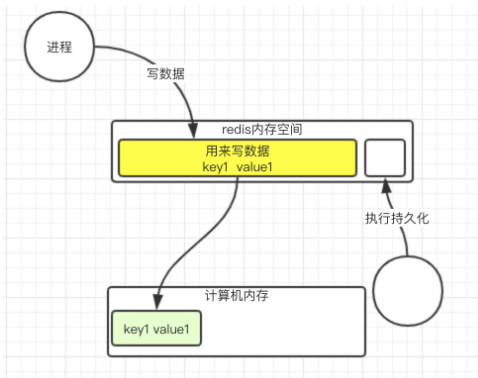 进程
写数据
redis内存空间
用来写数据
key1 value1
执行持久化
计算机内存
key1 value1